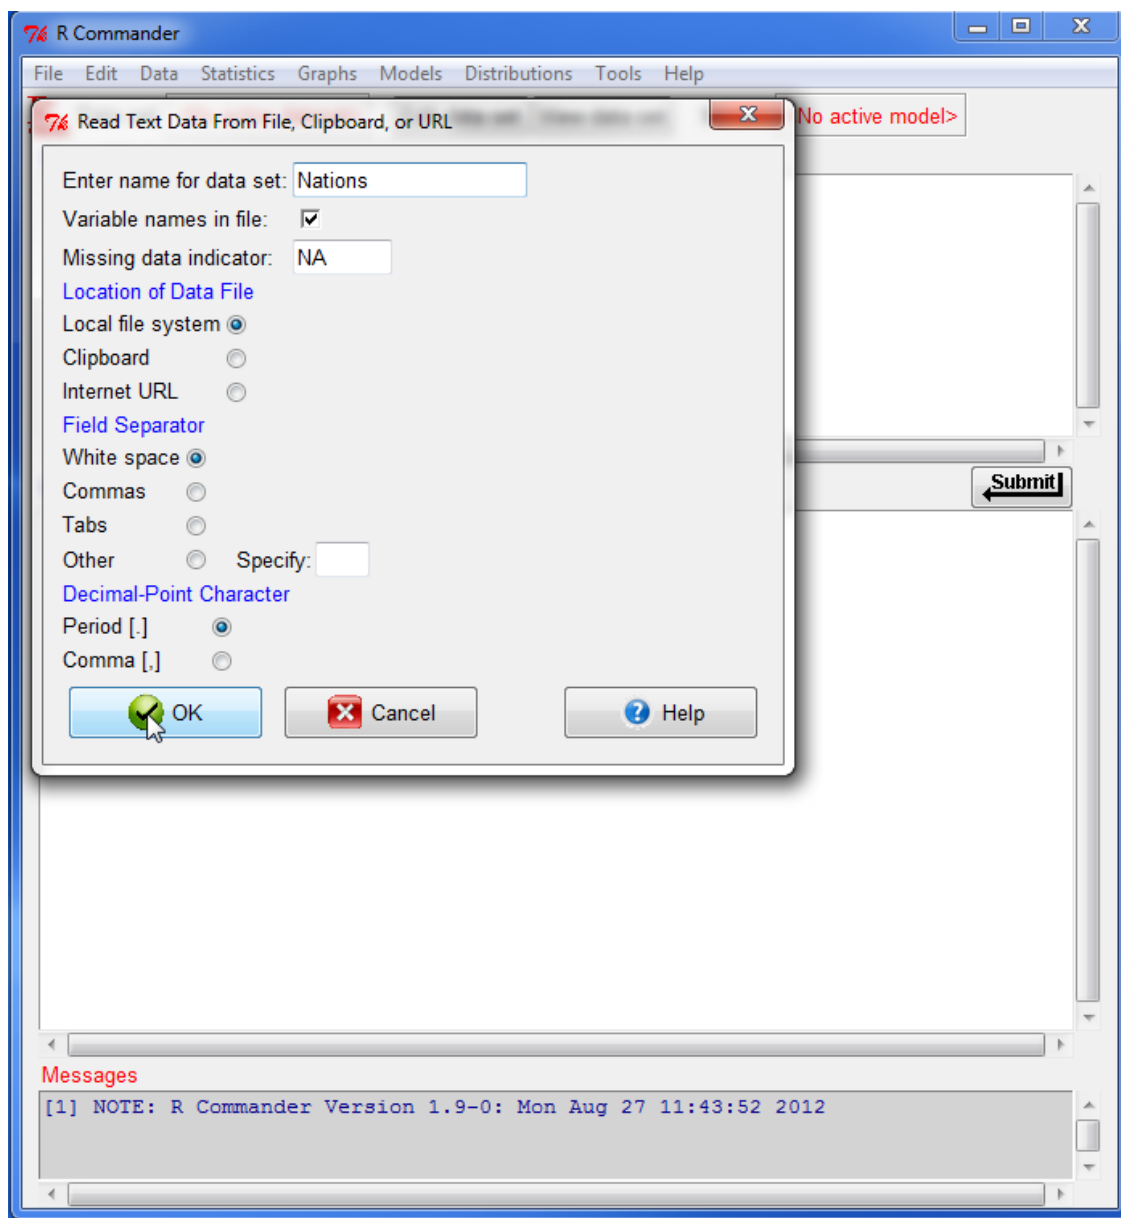 R Commander
File Edit Data Statistics Graphs Models Distributions Tools Help
Read Text Data From File, Clipboard, or URL
No active model>
Enter name for data set: Nations
Variable names in file:
Missing data indicator: NA
Location of Data File
Local file system
Clipboard
Internet URL
Field Separator
White space
Commas
Tabs
Other Specify:
Decimal-Point Character
Period [.]
Comma [,]
OK Cancel Help
Submit
Messages
[1] NOTE: R Commander Version 1.9-0: Mon Aug 27 11:43:52 2012